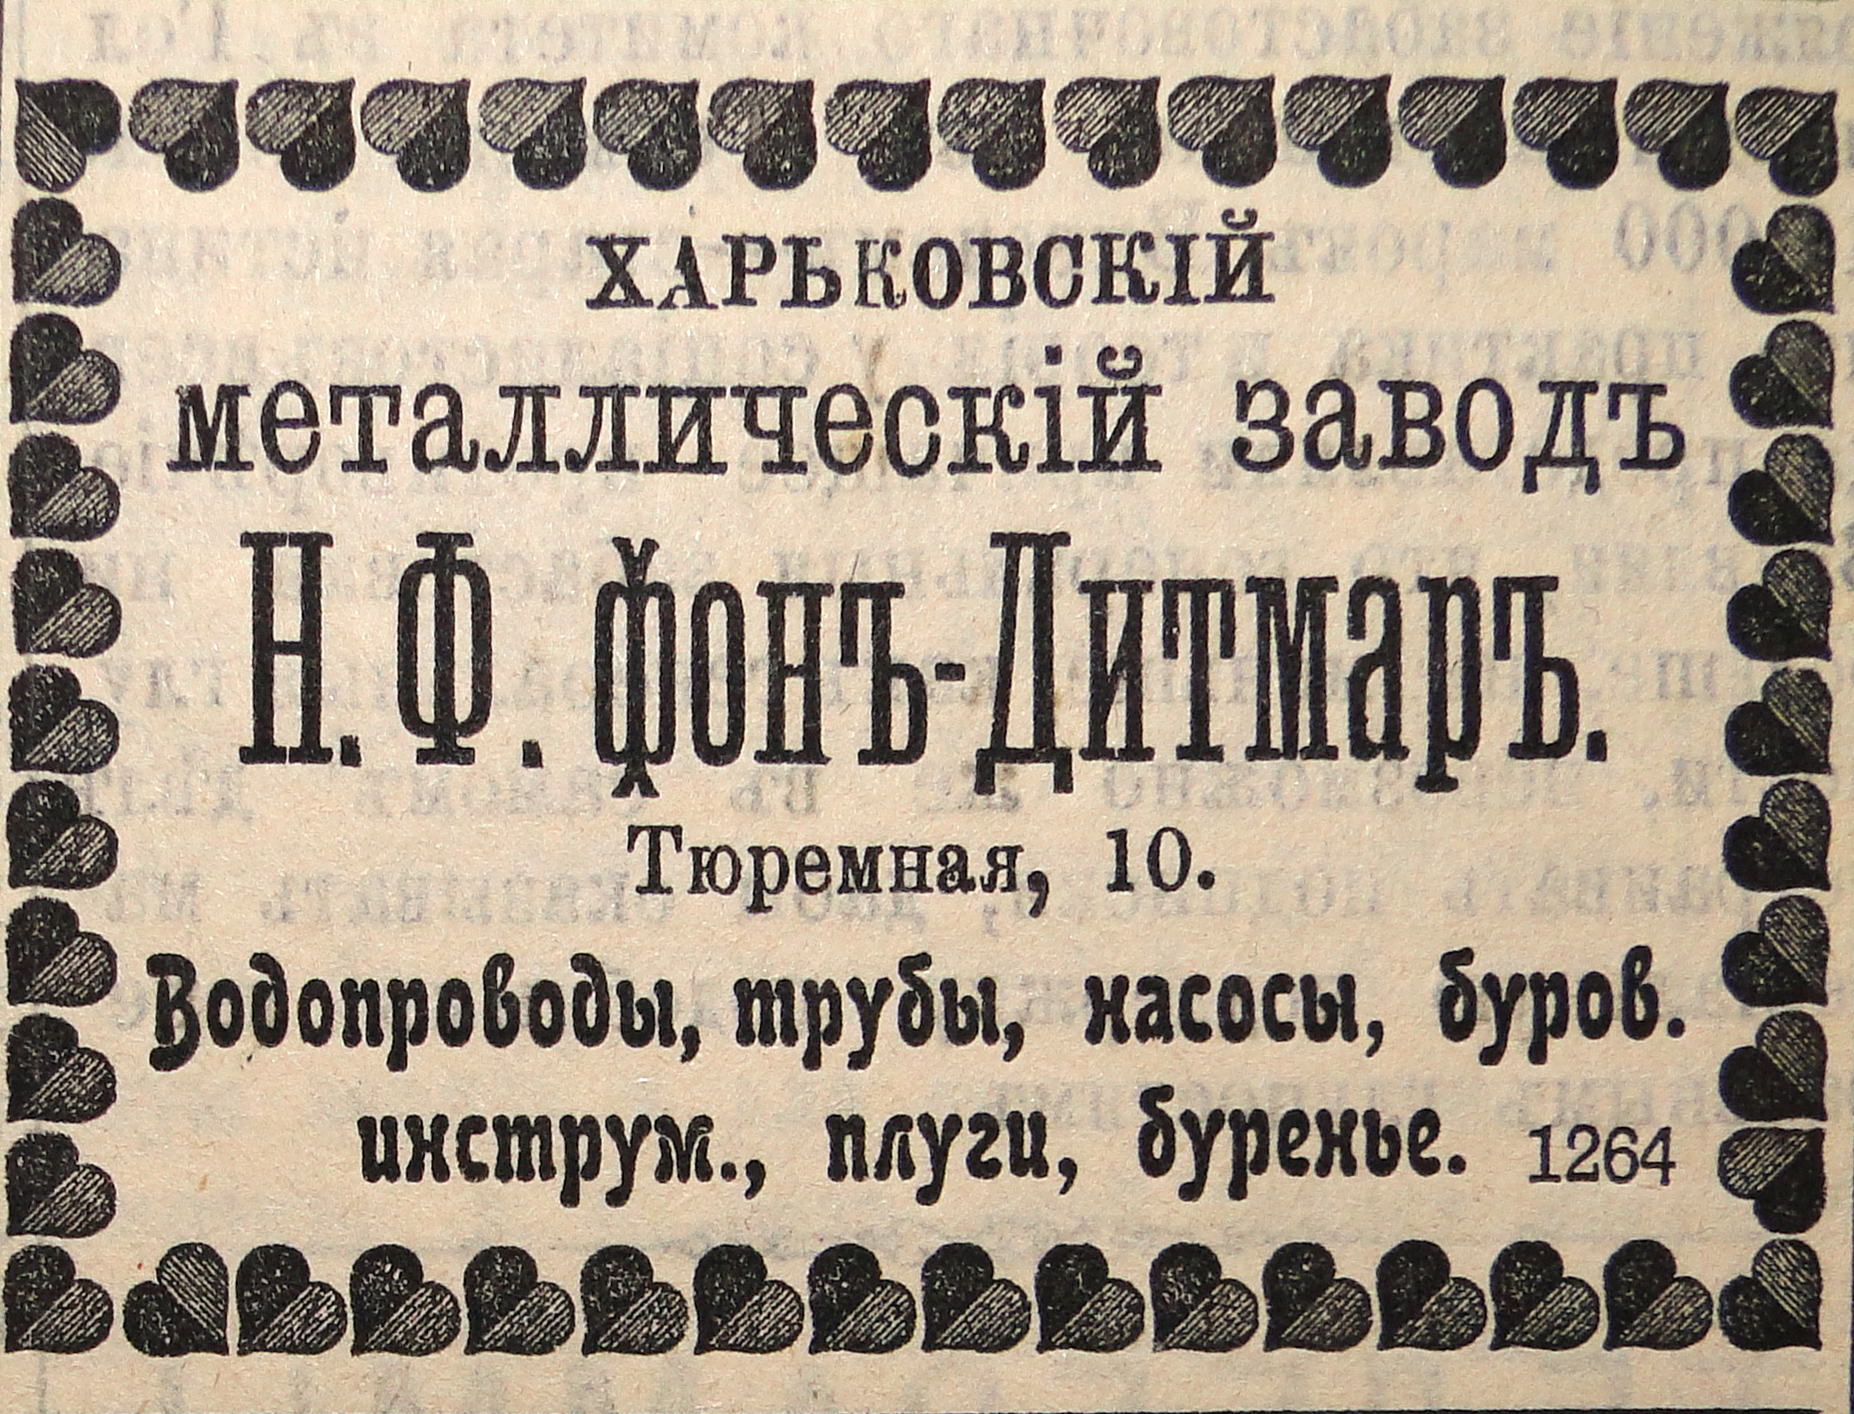 ХАРЬКОВСКІЙ
металлическій заводъ
Н. Ф. фонъ-Дитмаръ.
Тюремная, 10.
Водопроводы, трубы, насосы, буров.
инструм., плуги, буренье. 1264